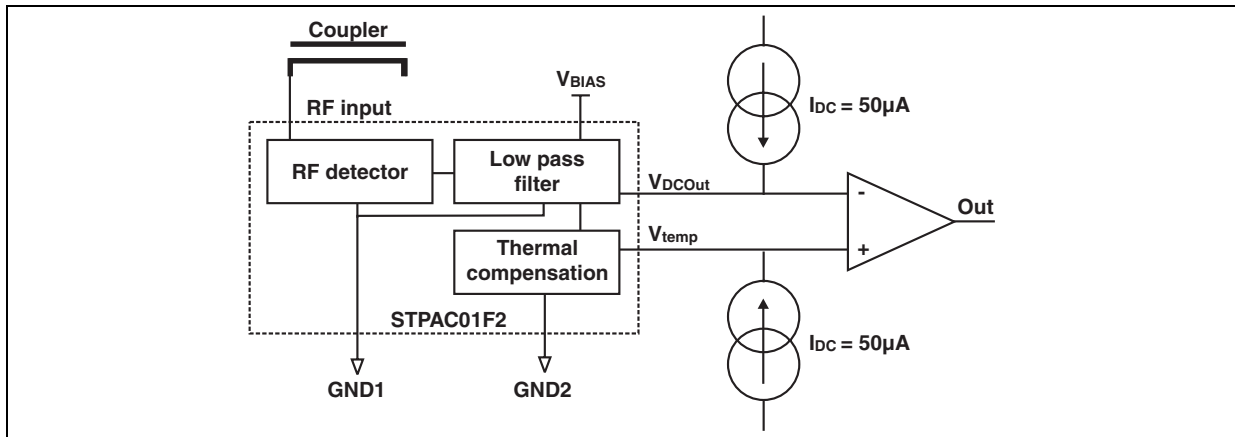 Coupler
VBIAS
RF input
IDC = 50µA
RF detector
Low pass
filter
VDCOut
-
Out
Vtemp
+
Thermal
compensation
STPAC01F2
IDC = 50µA
GND1
GND2